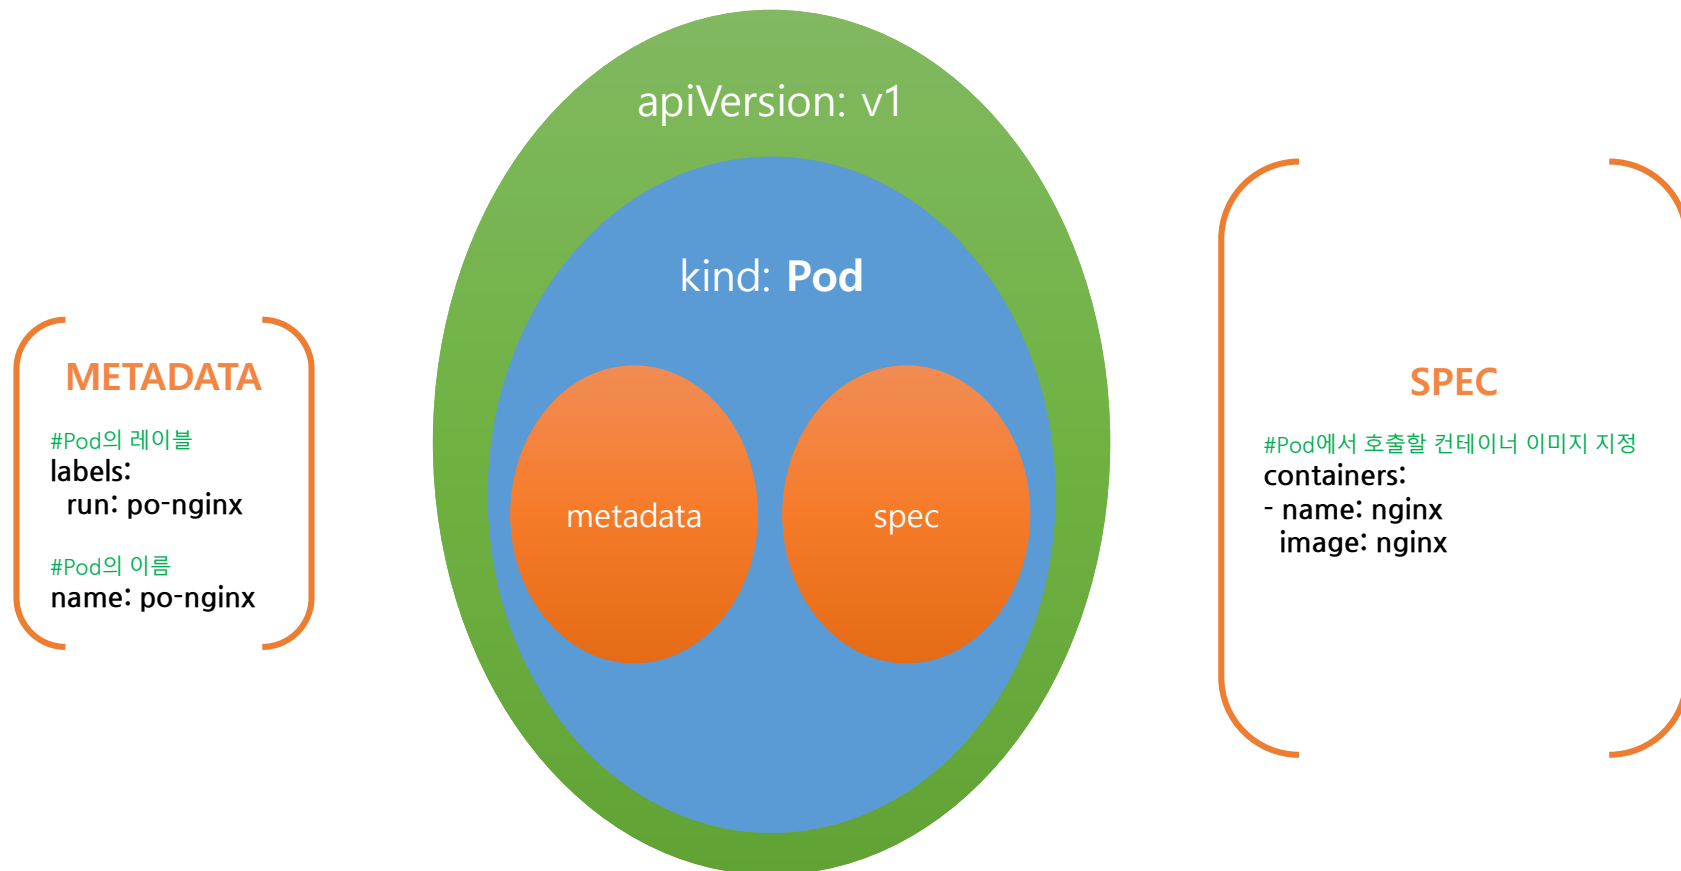 apiVersion: v1
kind: Pod
metadata
spec
METADATA
#Pod의 레이블
labels:
  run: po-nginx
#Pod의 이름
name: po-nginx
SPEC
#Pod에서 호출할 컨테이너 이미지 지정
containers:
- name: nginx
  image: nginx